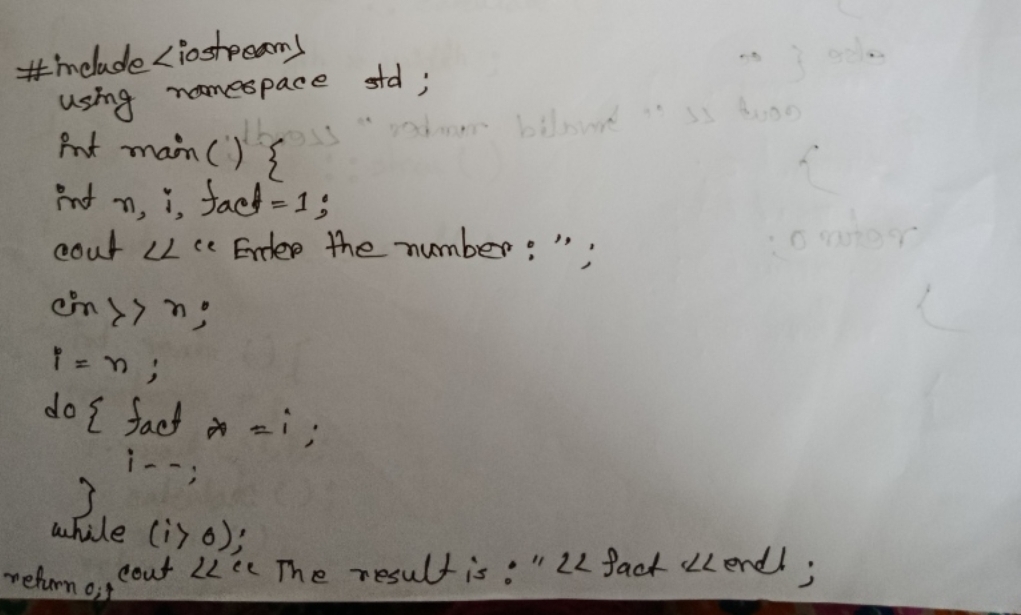 #include <iostream>
using namespace std ;
int main() {
int n, i, fact = 1;
cout << "Enter the number : " ;
cin >> n;
i = n ;
do { fact * = i ;
i--;
}
while (i > 0);
cout << "The result is : " << fact << endl ;
return 0; }